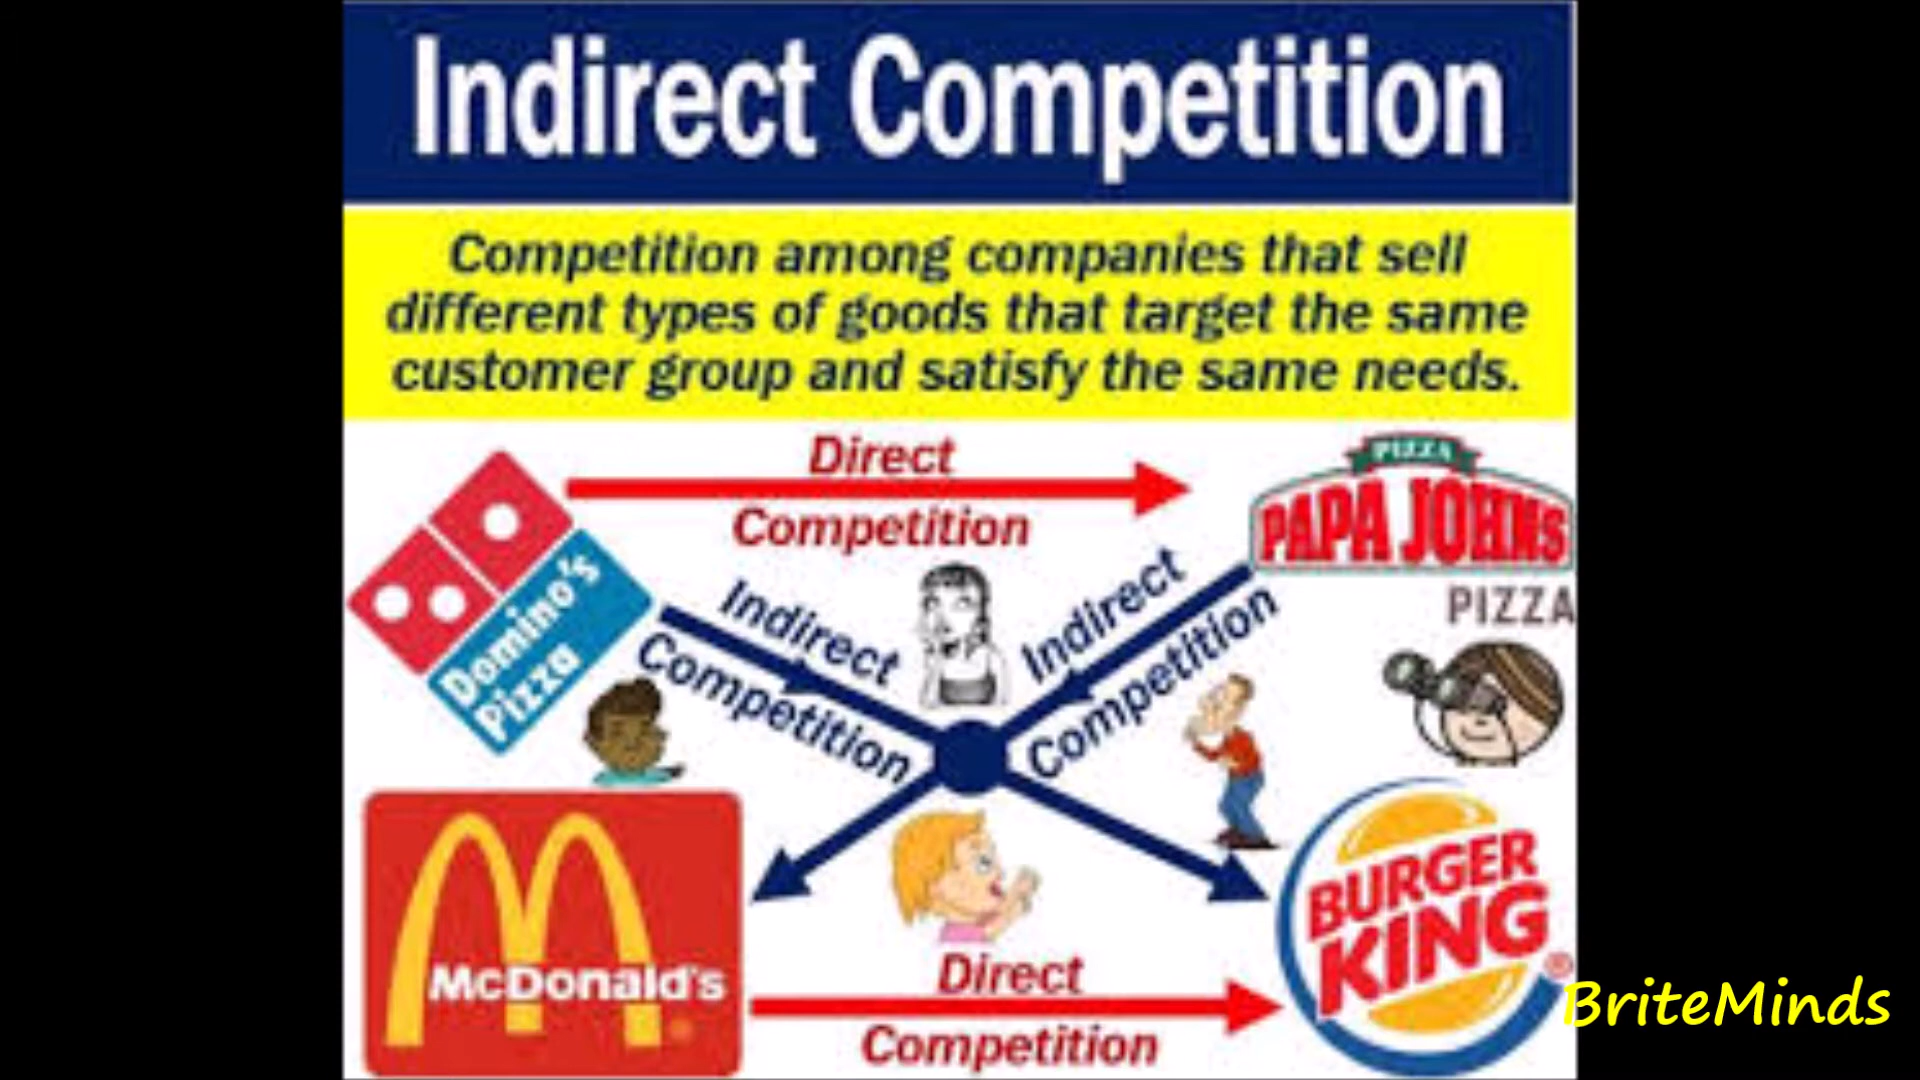 Indirect Competition
Competition among companies that sell
different types of goods that target the same
customer group and satisfy the same needs.
Direct
Competition
Domino's
Pizza
PIZZA
PAPA JOHNS
PIZZA
Indirect
Competition
Indirect
Competition
McDonald's
BURGER
KING
®
Direct
Competition
BriteMinds